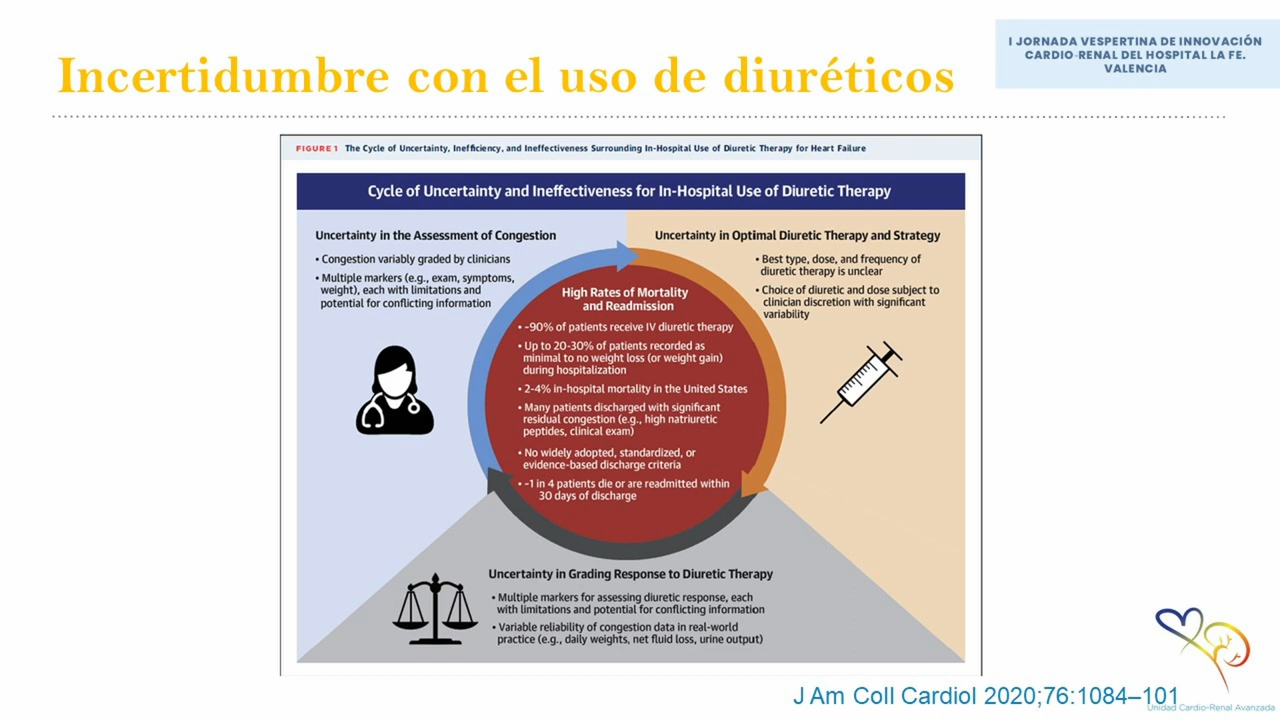 Incertidumbre con el uso de diuréticos
I JORNADA VESPERTINA DE INNOVACIÓN
CARDIO-RENAL DEL HOSPITAL LA FE.
VALENCIA
FIGURE 1 The Cycle of Uncertainty, Inefficiency, and Ineffectiveness Surrounding In-Hospital Use of Diuretic Therapy for Heart Failure
Cycle of Uncertainty and Ineffectiveness for In-Hospital Use of Diuretic Therapy
Uncertainty in the Assessment of Congestion
• Congestion variably graded by clinicians
• Multiple markers (e.g., exam, symptoms,
weight), each with limitations and
potential for conflicting information
Uncertainty in Optimal Diuretic Therapy and Strategy
• Best type, dose, and frequency of
diuretic therapy is unclear
• Choice of diuretic and dose subject to
clinician discretion with significant
variability
High Rates of Mortality
and Readmission
• ~90% of patients receive IV diuretic therapy
• Up to 20-30% of patients recorded as
minimal to no weight loss (or weight gain)
during hospitalization
• 2-4% in-hospital mortality in the United States
• Many patients discharged with significant
residual congestion (e.g., high natriuretic
peptides, clinical exam)
• No widely adopted, standardized, or
evidence-based discharge criteria
• ~1 in 4 patients die or are readmitted within
30 days of discharge
Uncertainty in Grading Response to Diuretic Therapy
• Multiple markers for assessing diuretic response, each
with limitations and potential for conflicting information
• Variable reliability of congestion data in real-world
practice (e.g., daily weights, net fluid loss, urine output)
J Am Coll Cardiol 2020;76:1084–101
Unidad Cardio-Renal Avanzada